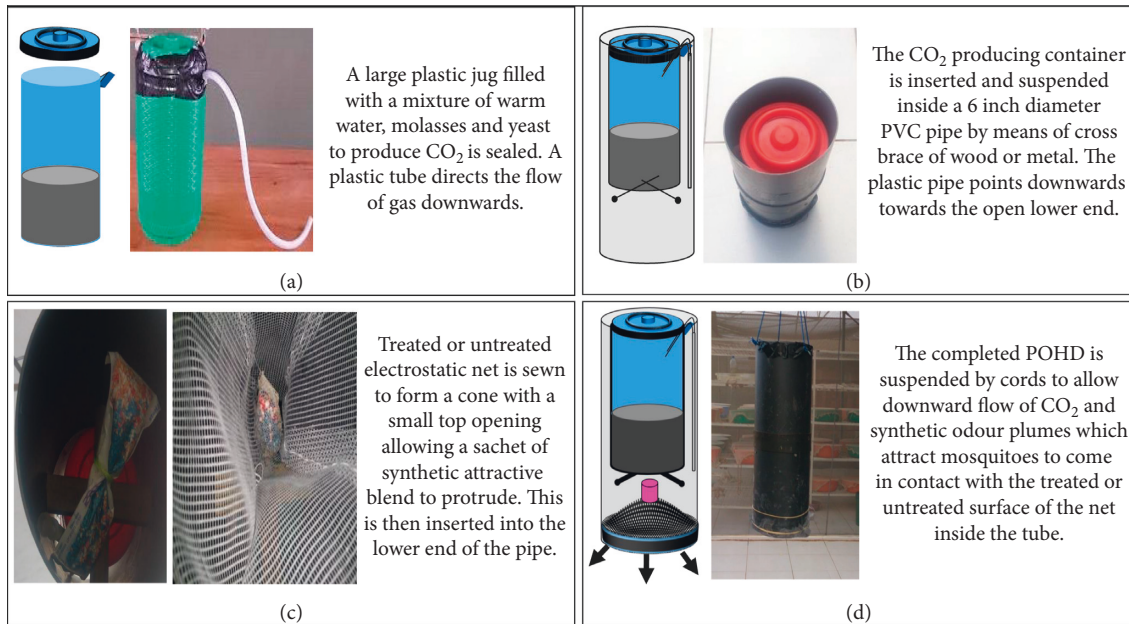 A large plastic jug filled
with a mixture of warm
water, molasses and yeast
to produce CO₂ is sealed. A
plastic tube directs the flow
of gas downwards.
(a)
The CO₂ producing container
is inserted and suspended
inside a 6 inch diameter
PVC pipe by means of cross
brace of wood or metal. The
plastic pipe points downwards
towards the open lower end.
(b)
Treated or untreated
electrostatic net is sewn
to form a cone with a
small top opening
allowing a sachet of
synthetic attractive
blend to protrude. This
is then inserted into the
lower end of the pipe.
(c)
The completed POHD is
suspended by cords to allow
downward flow of CO₂ and
synthetic odour plumes which
attract mosquitoes to come
in contact with the treated or
untreated surface of the net
inside the tube.
(d)